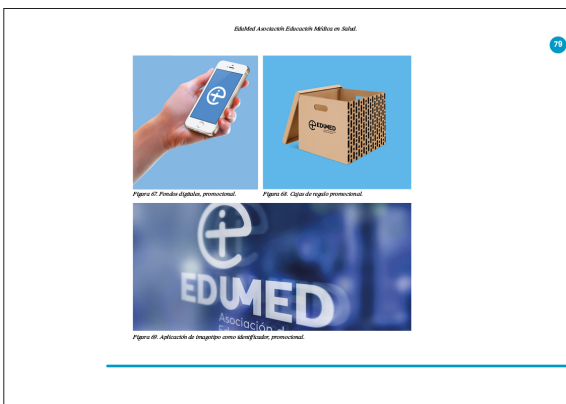 EduMed Asociación Educación Médica en Salud.
79
EDUMED
Figura 67. Fondos digitales, promocional.
Figura 68. Cajas de regalo promocional.
EDUMED
Asociación de
Figura 69. Aplicación de imagotipo como identificador, promocional.